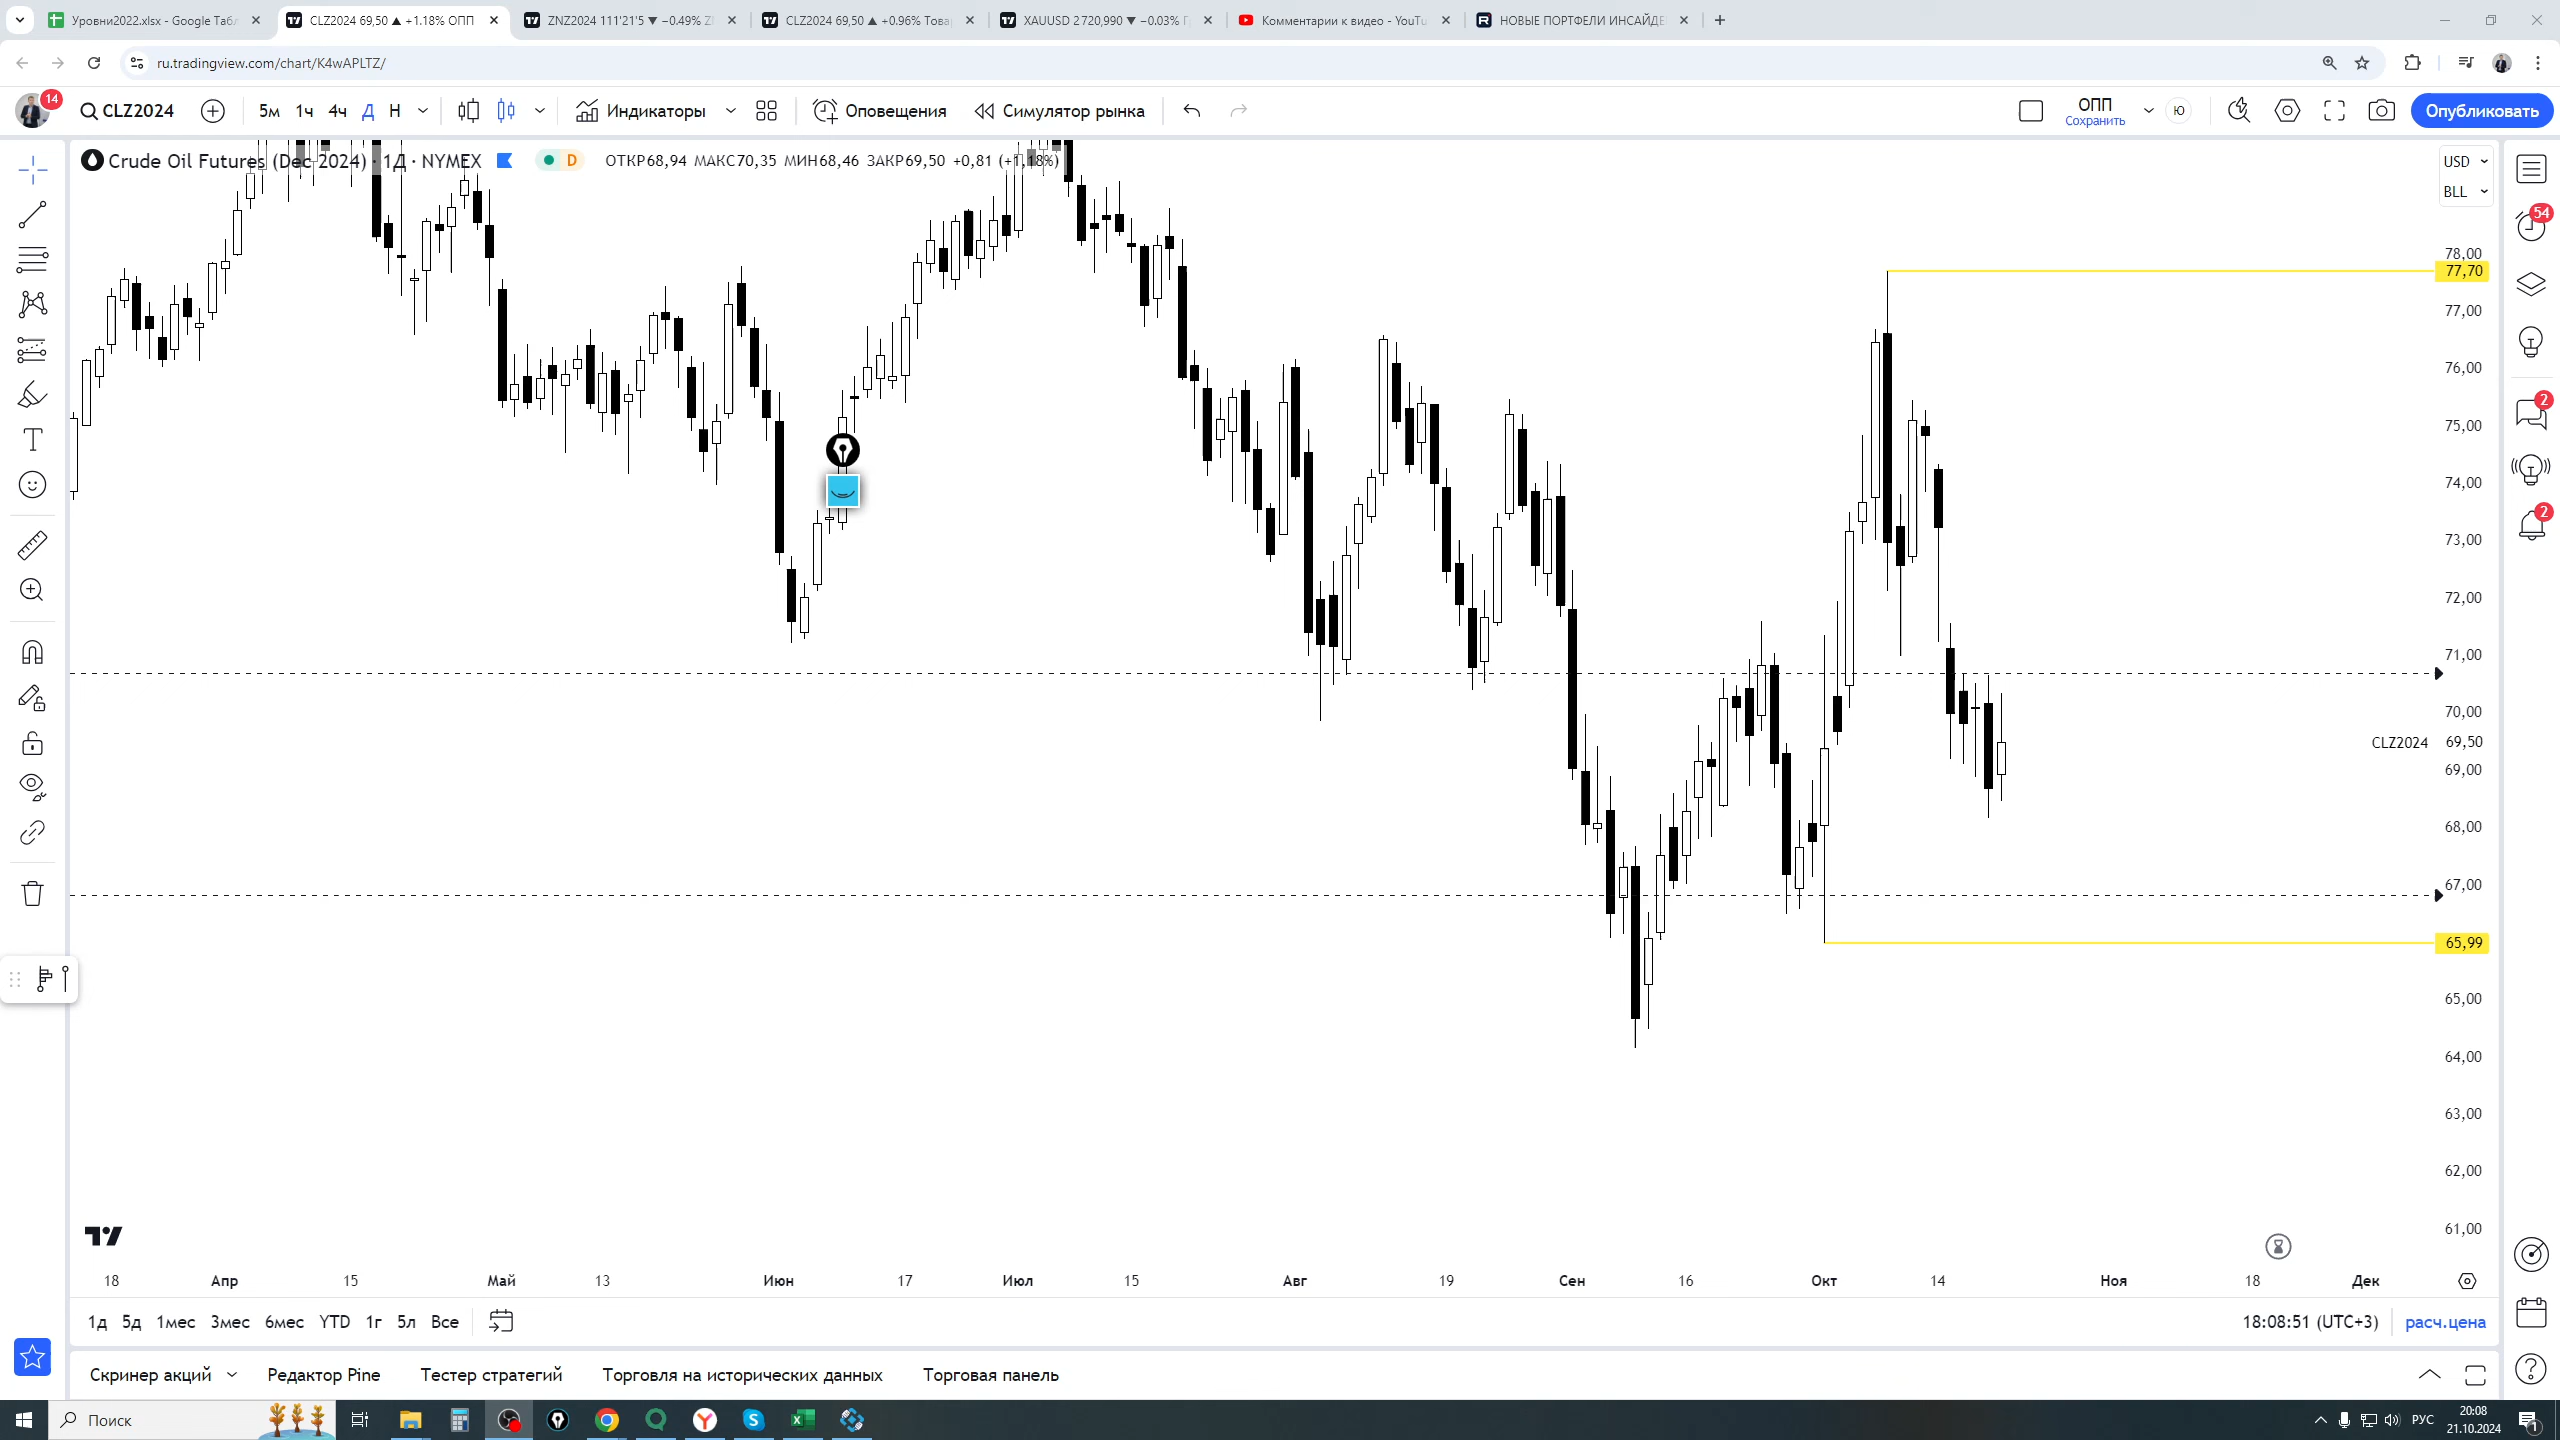 Уровни2022.xlsx - Google Табл
CLZ2024 69,50 ▲ +1.18% ОПП
ZNZ2024 111'21'5 ▼ −0.49%
CLZ2024 69,50 ▲ +0.96% Това
XAUUSD 2 720,990 ▼ −0.03%
Комментарии к видео - YouTu
НОВЫЕ ПОРТФЕЛИ ИНСАЙДЕ
ru.tradingview.com/chart/K4wAPLTZ/
14
CLZ2024
5м 1ч 4ч Д Н
Индикаторы
Оповещения
Симулятор рынка
ОПП
Сохранить
Ю
Опубликовать
Crude Oil Futures (Dec 2024) · 1Д · NYMEX
D
ОТКР68,94 МАКС70,35 МИН68,46 ЗАКР69,50 +0,81 (+1,18%)
USD
BLL
54
2
2
78,00
77,70
77,00
76,00
75,00
74,00
73,00
72,00
71,00
70,00
CLZ2024 69,50
69,00
68,00
67,00
65,99
65,00
64,00
63,00
62,00
61,00
18 Апр 15 Май 13 Июн 17 Июл 15 Авг 19 Сен 16 Окт 14 Ноя 18 Дек
1д 5д 1мес 3мес 6мес YTD 1г 5л Все
18:08:51 (UTC+3)
расч.цена
Скринер акций
Редактор Pine
Тестер стратегий
Торговля на исторических данных
Торговая панель
Поиск
РУС
20:08
21.10.2024
1